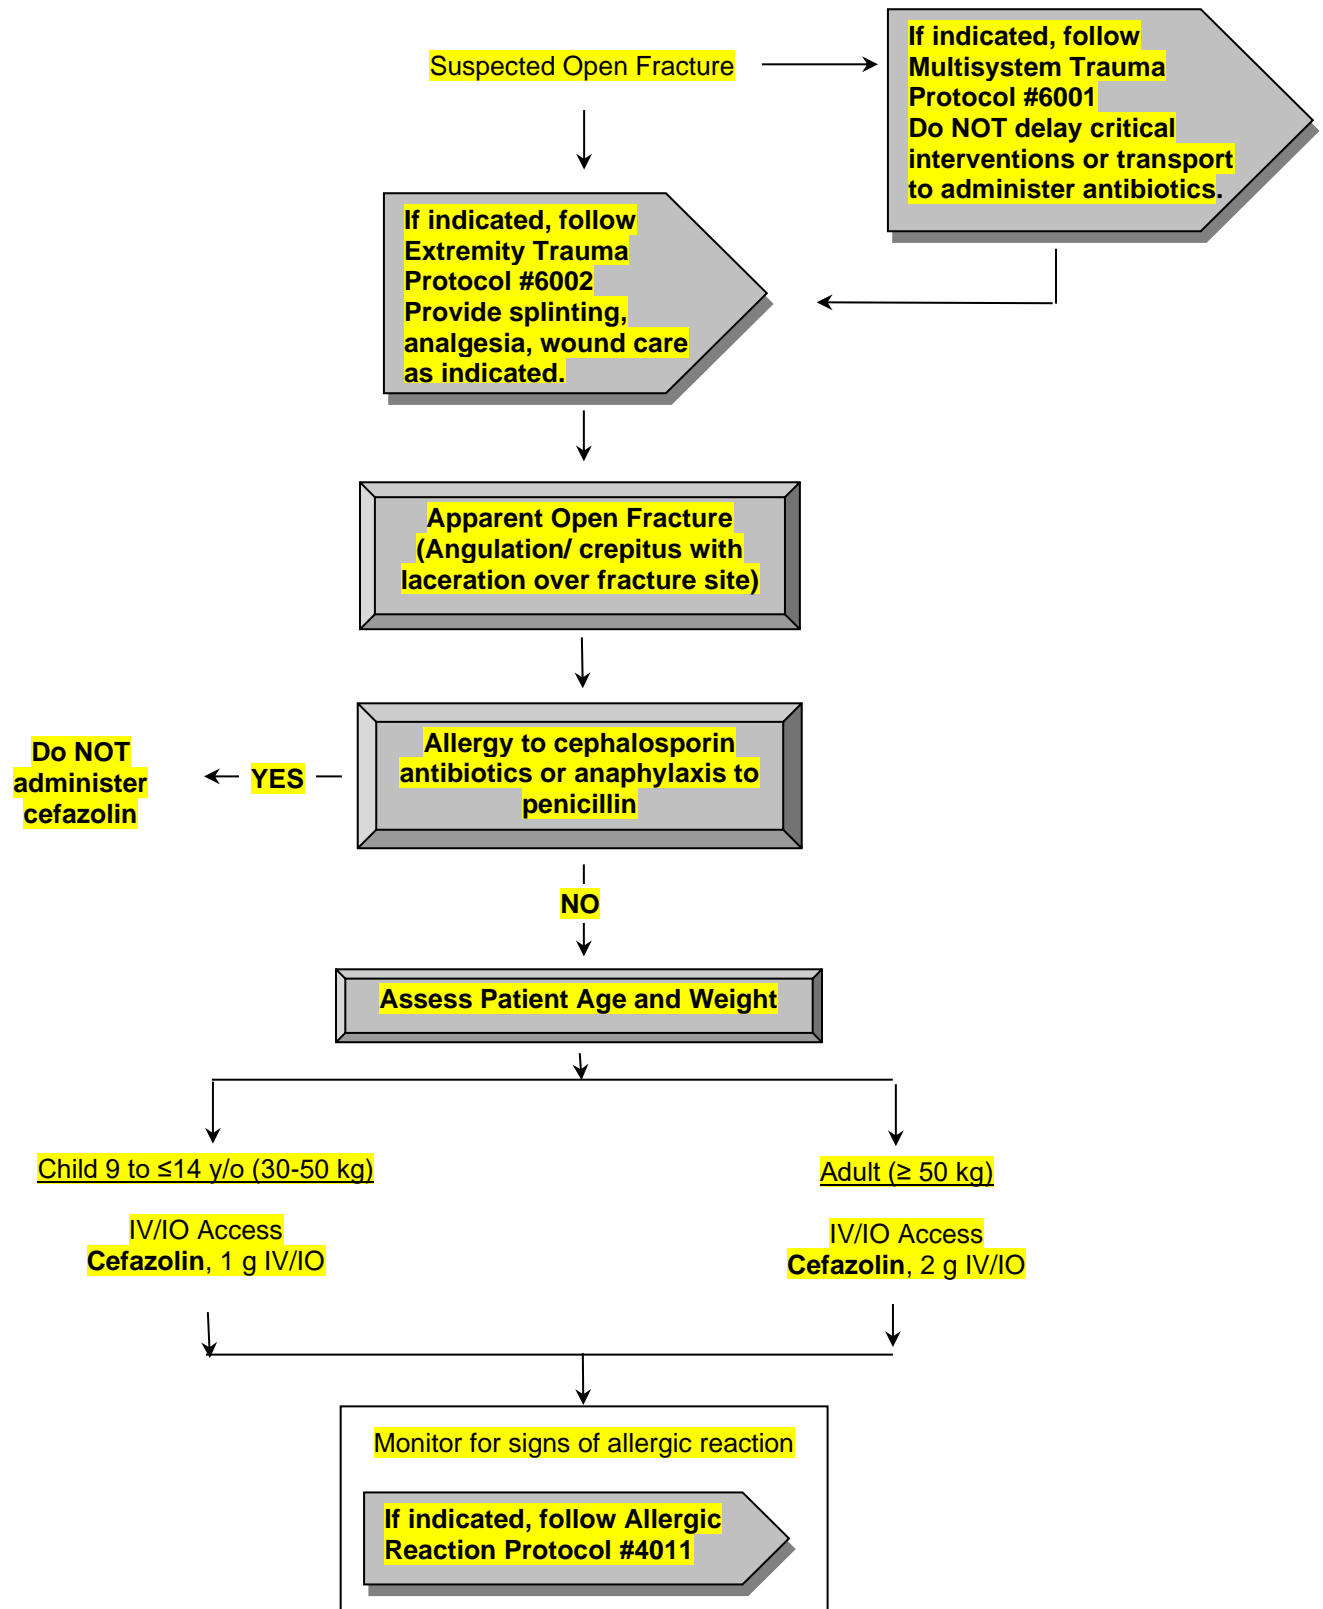 Suspected Open Fracture
If indicated, follow
Multisystem Trauma
Protocol #6001
Do NOT delay critical
interventions or transport
to administer antibiotics.
If indicated, follow
Extremity Trauma
Protocol #6002
Provide splinting,
analgesia, wound care
as indicated.
Apparent Open Fracture
(Angulation/ crepitus with
laceration over fracture site)
Allergy to cephalosporin
antibiotics or anaphylaxis to
penicillin
YES
Do NOT
administer
cefazolin
NO
Assess Patient Age and Weight
Child 9 to ≤14 y/o (30-50 kg)
IV/IO Access
Cefazolin, 1 g IV/IO
Adult (≥ 50 kg)
IV/IO Access
Cefazolin, 2 g IV/IO
Monitor for signs of allergic reaction
If indicated, follow Allergic
Reaction Protocol #4011